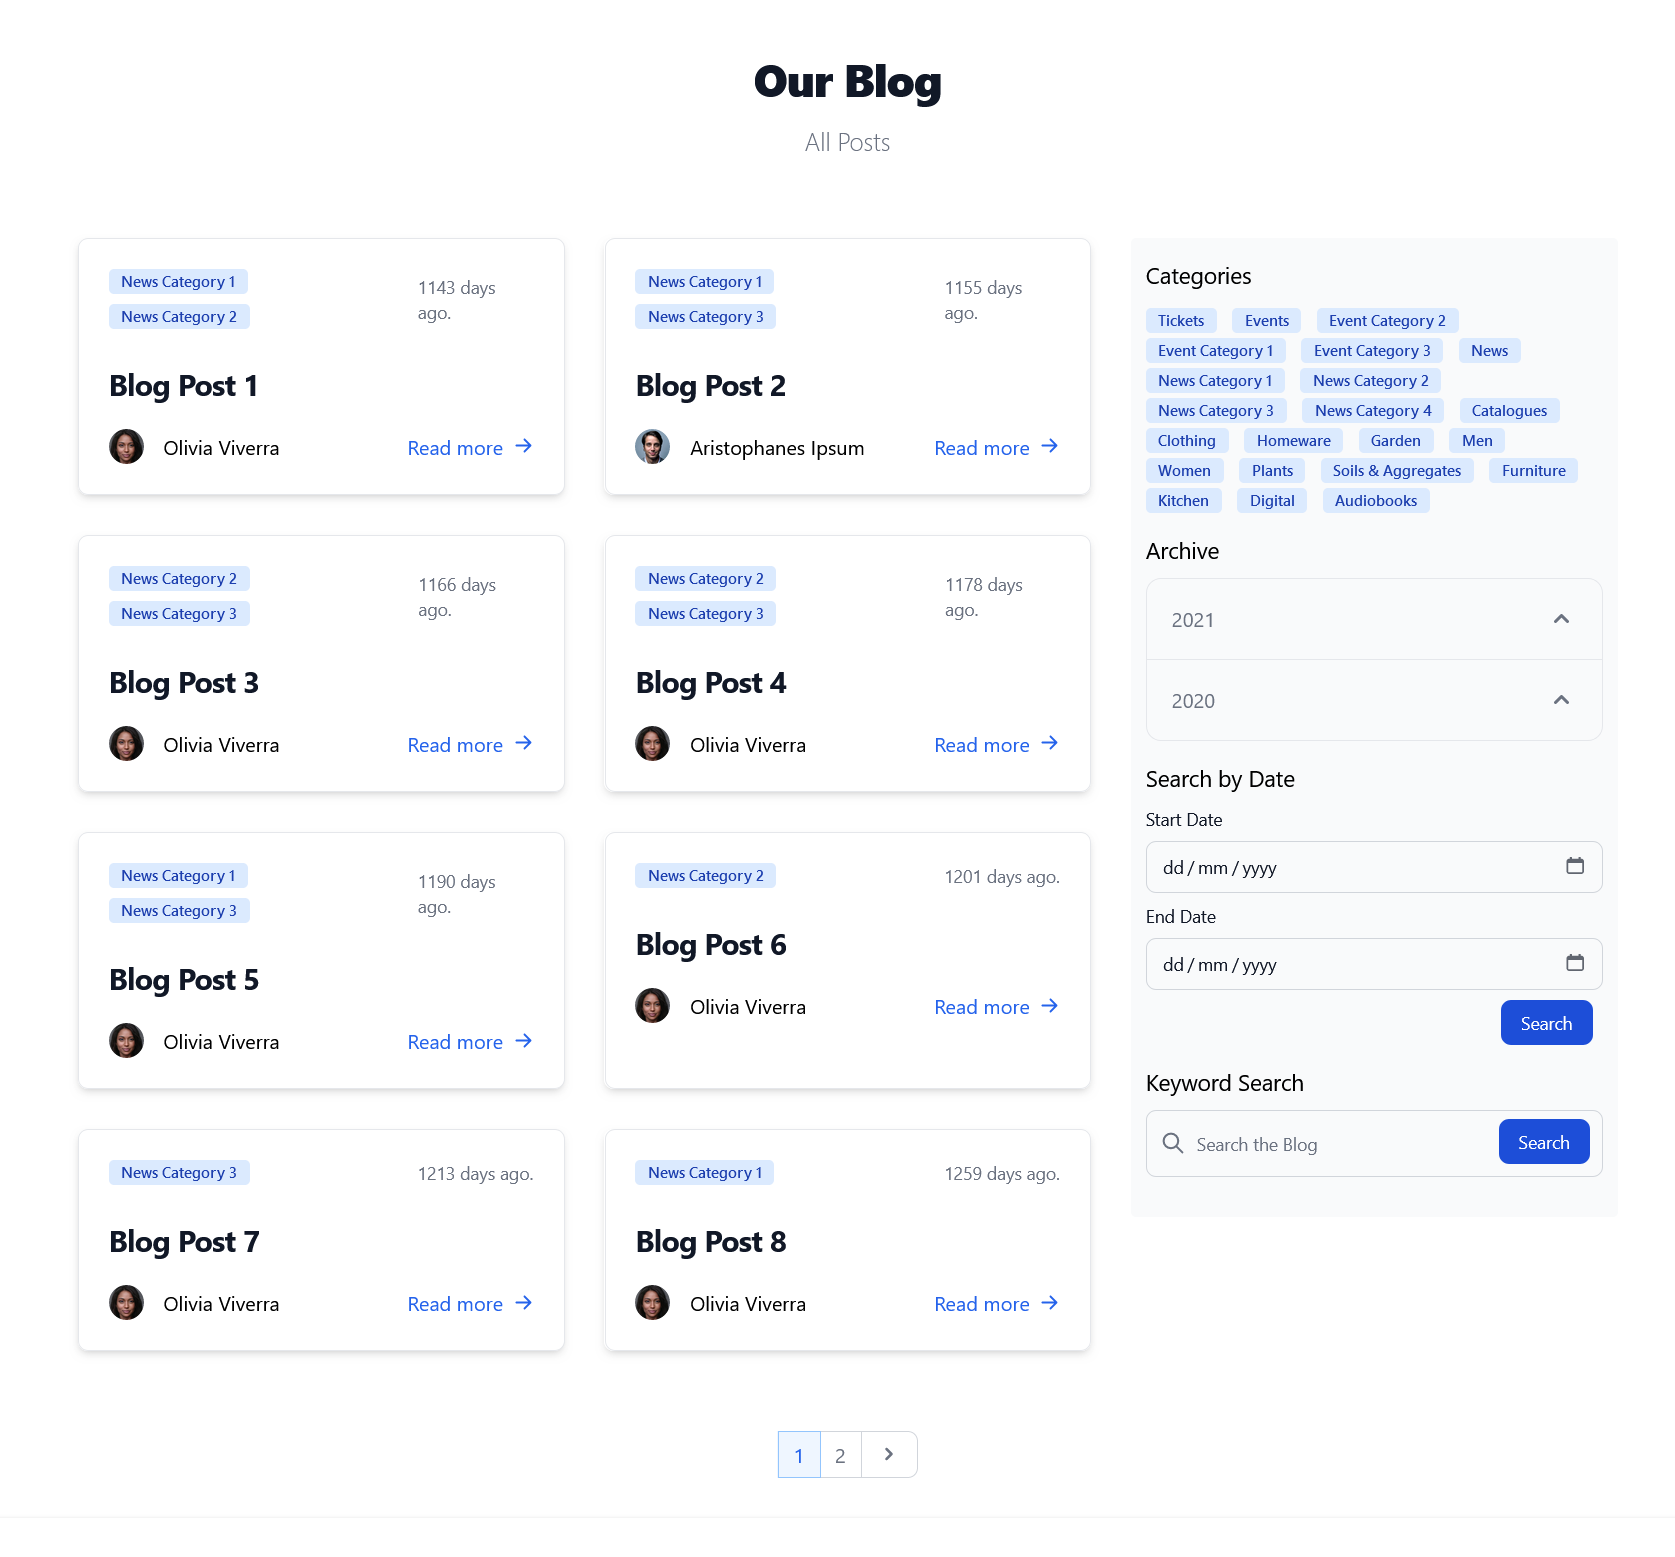 Our Blog
All Posts
News Category 1
News Category 2
1143 days
ago.
Blog Post 1
Olivia Viverra
Read more
News Category 1
News Category 3
1155 days
ago.
Blog Post 2
Aristophanes Ipsum
Read more
News Category 2
News Category 3
1166 days
ago.
Blog Post 3
Olivia Viverra
Read more
News Category 2
News Category 3
1178 days
ago.
Blog Post 4
Olivia Viverra
Read more
News Category 1
News Category 3
1190 days
ago.
Blog Post 5
Olivia Viverra
Read more
News Category 2
1201 days ago.
Blog Post 6
Olivia Viverra
Read more
News Category 3
1213 days ago.
Blog Post 7
Olivia Viverra
Read more
News Category 1
1259 days ago.
Blog Post 8
Olivia Viverra
Read more
Categories
Tickets Events Event Category 2
Event Category 1 Event Category 3 News
News Category 1 News Category 2
News Category 3 News Category 4 Catalogues
Clothing Homeware Garden Men
Women Plants Soils & Aggregates Furniture
Kitchen Digital Audiobooks
Archive
2021
2020
Search by Date
Start Date
dd/mm/yyyy
End Date
dd/mm/yyyy
Search
Keyword Search
Search the Blog
Search
1 2